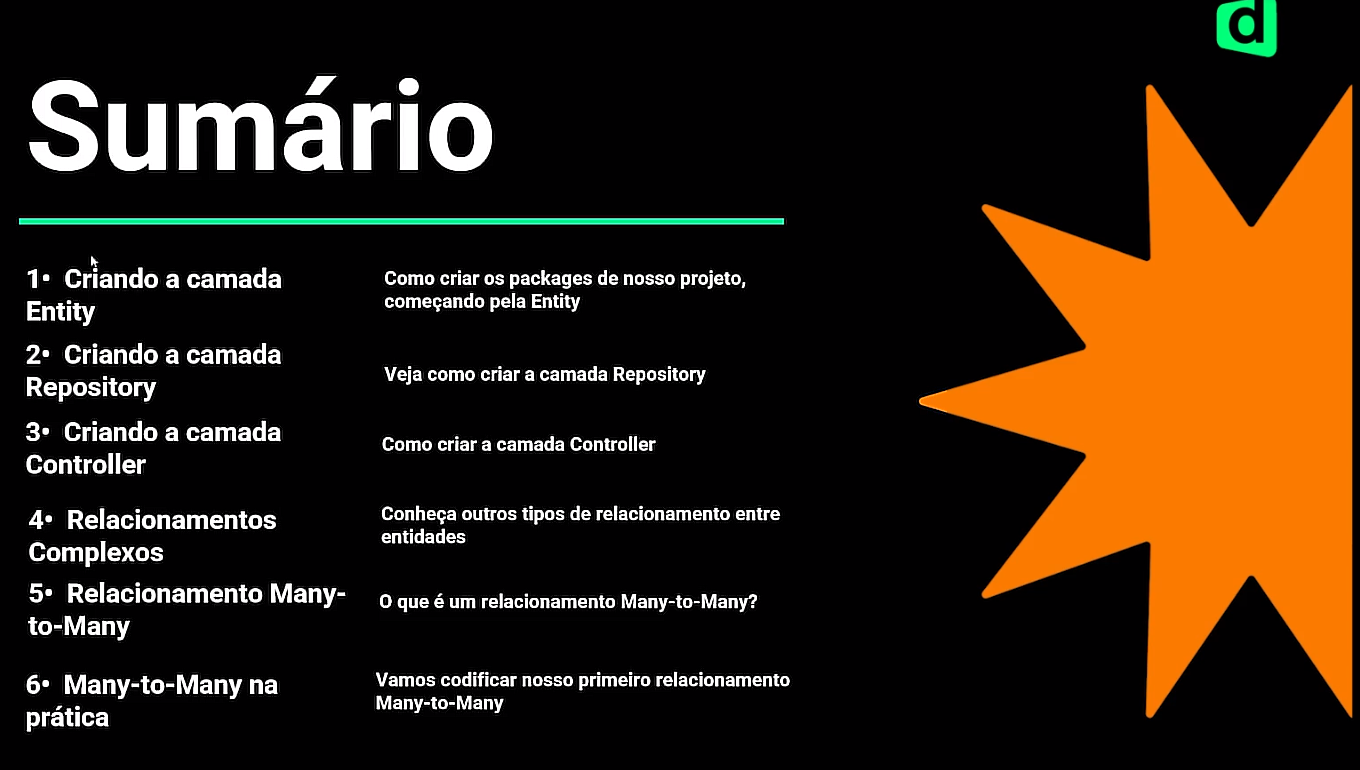 d
Sumário
1• Criando a camada
Entity
Como criar os packages de nosso projeto,
começando pela Entity
2• Criando a camada
Repository
Veja como criar a camada Repository
3• Criando a camada
Controller
Como criar a camada Controller
4• Relacionamentos
Complexos
Conheça outros tipos de relacionamento entre
entidades
5• Relacionamento Many-
to-Many
O que é um relacionamento Many-to-Many?
6• Many-to-Many na
prática
Vamos codificar nosso primeiro relacionamento
Many-to-Many